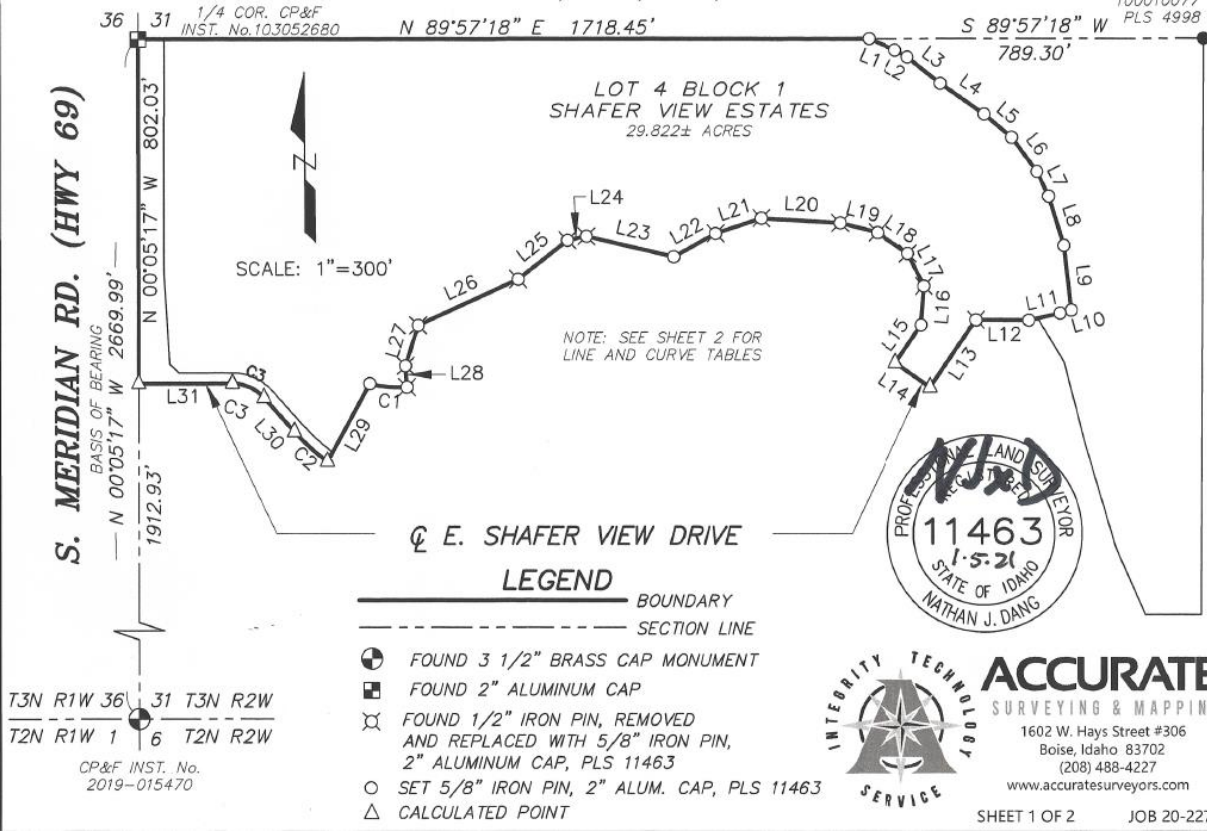 100010077
PLS 4998
36 31
1/4 COR. CP&F
INST. No.103052680
N 89°57'18" E 1718.45'
S 89°57'18" W
789.30'
L1
L2
L3
L4
L5
L6
L7
L8
L9
L10
L11
L12
L13
L14
L15
L16
L17
L18
L19
L20
L21
L22
L23
L24
L25
L26
L27
L28
C1
L29
C2
L30
C3
C3
L31
LOT 4 BLOCK 1
SHAFER VIEW ESTATES
29.822± ACRES
S. MERIDIAN RD. (HWY 69)
BASIS OF BEARING
N 00°05'17" W 2669.99'
N 00°05'17" W 802.03'
1912.93'
N
SCALE: 1"=300'
NOTE: SEE SHEET 2 FOR
LINE AND CURVE TABLES
℄ E. SHAFER VIEW DRIVE
LEGEND
BOUNDARY
SECTION LINE
FOUND 3 1/2" BRASS CAP MONUMENT
FOUND 2" ALUMINUM CAP
FOUND 1/2" IRON PIN, REMOVED
AND REPLACED WITH 5/8" IRON PIN,
2" ALUMINUM CAP, PLS 11463
SET 5/8" IRON PIN, 2" ALUM. CAP, PLS 11463
CALCULATED POINT
T3N R1W 36 31 T3N R2W
T2N R1W 1 6 T2N R2W
CP&F INST. No.
2019-015470
PROFESSIONAL LAND SURVEYOR
REGISTERED
11463
1·5·21
STATE OF IDAHO
NATHAN J. DANG
INTEGRITY TECHNOLOGY
SERVICE
ACCURATE
SURVEYING & MAPPIN
1602 W. Hays Street #306
Boise, Idaho 83702
(208) 488-4227
www.accuratesurveyors.com
SHEET 1 OF 2 JOB 20-227